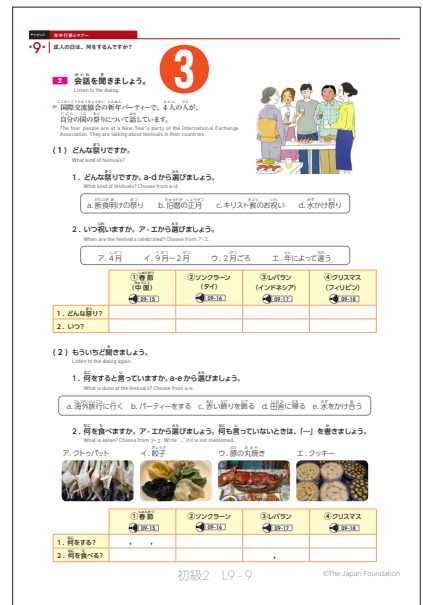 トピック 年中行事とマナー
第9課 成人の日は、何をするんですか?
3
2 会話を聞きましょう。
Listen to the dialog.
► 国際交流協会の新年パーティーで、4人の人が、
自分の国の祭りについて話しています。
The four people are at a New Year's party of the International Exchange
Association. They are talking about festivals in their countries.
(1) どんな祭りですか。
What kind of festivals?
1. どんな祭りですか。a-dから選びましょう。
What kind of festivals? Choose from a-d.
a. 断食明けの祭り b. 旧暦の正月 c. キリスト教のお祝い d. 水かけ祭り
2. いつ祝いますか。ア-エから選びましょう。
When are the festivals celebrated? Choose from ア-エ.
ア. 4月 イ. 9月~2月 ウ. 2月ごろ エ. 年によって違う
①春節 ②ソンクラーン ③レバラン ④クリスマス
(中国) (タイ) (インドネシア) (フィリピン)
09-15 09-16 09-17 09-18
1. どんな祭り?
2. いつ?
(2) もういちど聞きましょう。
Listen to the dialog again.
1. 何をすると言っていますか。a-eから選びましょう。
What is done at the festivals? Choose from a-e.
a. 海外旅行に行く b. パーティーをする c. 赤い飾りを飾る d. 田舎に帰る e. 水をかけ合う
2. 何を食べますか。ア-エから選びましょう。何も言っていないときは、「—」を書きましょう。
What is eaten? Choose from ア-エ. Write '-' if it is not mentioned.
ア. クトゥパット イ. 餃子 ウ. 豚の丸焼き エ. クッキー
①春節 ②ソンクラーン ③レバラン ④クリスマス
09-15 09-16 09-17 09-18
1. 何をする? , ,
2. 何を食べる? ,
初級2 L9-9
©The Japan Foundation